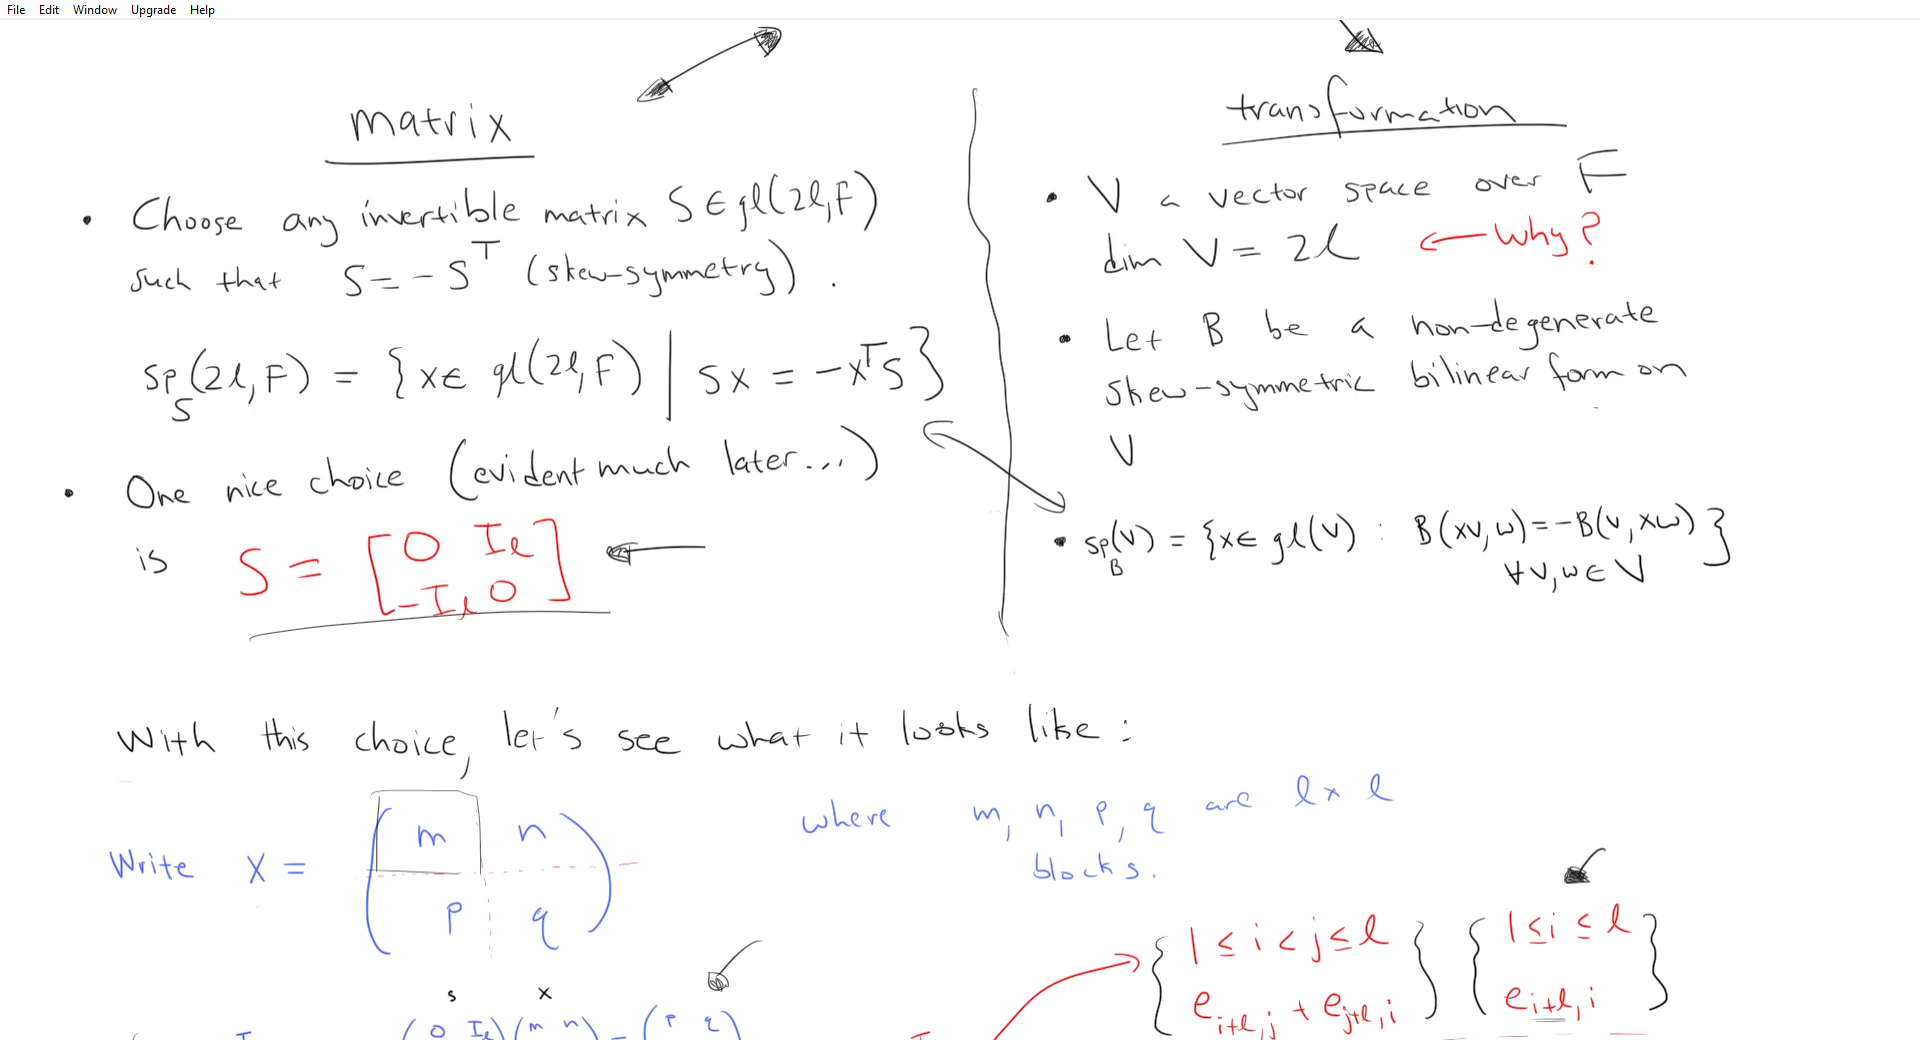 File Edit Window Upgrade Help
matrix
• Choose any invertible matrix S ∈ gl(2l, F)
such that S = -S^T (skew-symmetry).
sp_S(2l, F) = { x ∈ gl(2l, F) | sx = -x^T s }
• One nice choice (evident much later...)
is S = [ 0 I_l
-I_l 0 ]
transformation
• V a vector space over F
dim V = 2l ← Why?
• Let B be a non-degenerate
skew-symmetric bilinear form on
V
• sp_B(V) = { x ∈ gl(V) : B(xv, w) = -B(v, xw) }
∀ v, w ∈ V
With this choice, let's see what it looks like:
Write X = ( m n
p q )
where m, n, p, q are l × l
blocks.
{ 1 ≤ i < j ≤ l } { 1 ≤ i ≤ l }
{ e_{i+l,j} + e_{j+l,i} } { e_{i+l,i} }
s x
( 0 I_l ) ( m n ) = ( p q )